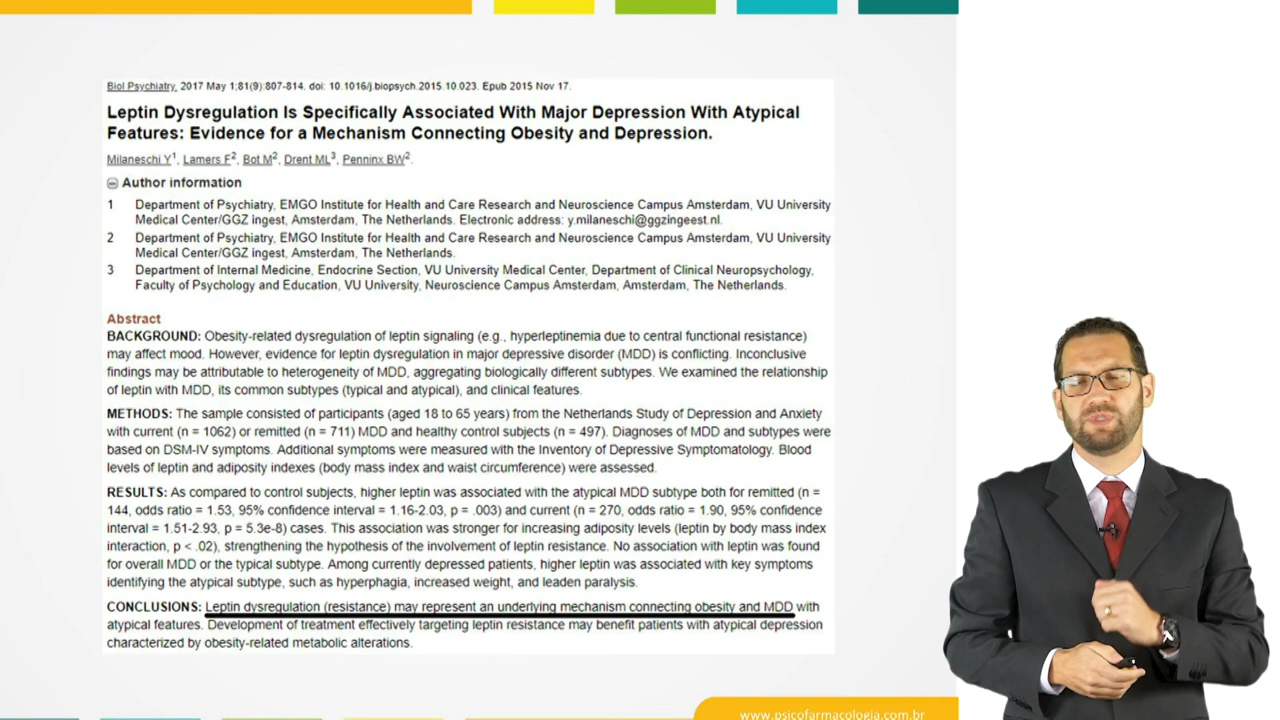 Biol Psychiatry. 2017 May 1;81(9):807-814. doi: 10.1016/j.biopsych.2015.10.023. Epub 2015 Nov 17.
Leptin Dysregulation Is Specifically Associated With Major Depression With Atypical
Features: Evidence for a Mechanism Connecting Obesity and Depression.
Milaneschi Y1, Lamers F2, Bot M2, Drent ML3, Penninx BW2.
Author information
1 Department of Psychiatry, EMGO Institute for Health and Care Research and Neuroscience Campus Amsterdam, VU University
Medical Center/GGZ ingest, Amsterdam, The Netherlands. Electronic address: y.milaneschi@ggzingeest.nl.
2 Department of Psychiatry, EMGO Institute for Health and Care Research and Neuroscience Campus Amsterdam, VU University
Medical Center/GGZ ingest, Amsterdam, The Netherlands.
3 Department of Internal Medicine, Endocrine Section, VU University Medical Center, Department of Clinical Neuropsychology,
Faculty of Psychology and Education, VU University, Neuroscience Campus Amsterdam, Amsterdam, The Netherlands.
Abstract
BACKGROUND: Obesity-related dysregulation of leptin signaling (e.g., hyperleptinemia due to central functional resistance)
may affect mood. However, evidence for leptin dysregulation in major depressive disorder (MDD) is conflicting. Inconclusive
findings may be attributable to heterogeneity of MDD, aggregating biologically different subtypes. We examined the relationship
of leptin with MDD, its common subtypes (typical and atypical), and clinical features.
METHODS: The sample consisted of participants (aged 18 to 65 years) from the Netherlands Study of Depression and Anxiety
with current (n = 1062) or remitted (n = 711) MDD and healthy control subjects (n = 497). Diagnoses of MDD and subtypes were
based on DSM-IV symptoms. Additional symptoms were measured with the Inventory of Depressive Symptomatology. Blood
levels of leptin and adiposity indexes (body mass index and waist circumference) were assessed.
RESULTS: As compared to control subjects, higher leptin was associated with the atypical MDD subtype both for remitted (n =
144, odds ratio = 1.53, 95% confidence interval = 1.16-2.03, p = .003) and current (n = 270, odds ratio = 1.90, 95% confidence
interval = 1.51-2.93, p = 5.3e-8) cases. This association was stronger for increasing adiposity levels (leptin by body mass index
interaction, p < .02), strengthening the hypothesis of the involvement of leptin resistance. No association with leptin was found
for overall MDD or the typical subtype. Among currently depressed patients, higher leptin was associated with key symptoms
identifying the atypical subtype, such as hyperphagia, increased weight, and leaden paralysis.
CONCLUSIONS: Leptin dysregulation (resistance) may represent an underlying mechanism connecting obesity and MDD with
atypical features. Development of treatment effectively targeting leptin resistance may benefit patients with atypical depression
characterized by obesity-related metabolic alterations.
www.psicofarmacologia.com.br